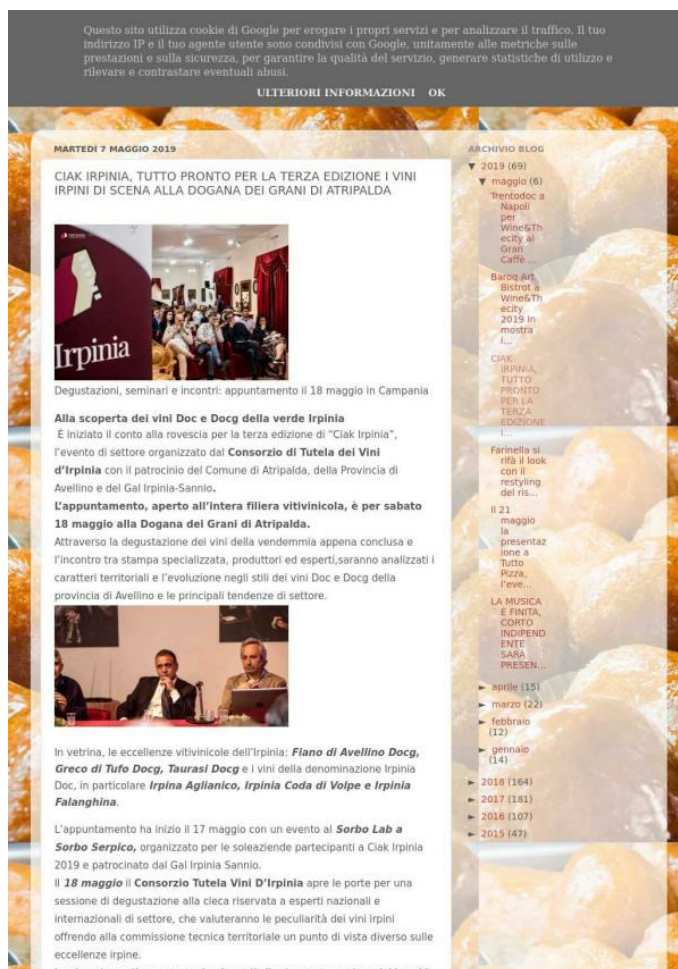 Questo sito utilizza cookie di Google per erogare i propri servizi e per analizzare il traffico. Il tuo
indirizzo IP e il tuo agente utente sono condivisi con Google, unitamente alle metriche sulle
prestazioni e sulla sicurezza, per garantire la qualità del servizio, generare statistiche di utilizzo e
rilevare e contrastare eventuali abusi.
ULTERIORI INFORMAZIONI OK
MARTEDÌ 7 MAGGIO 2019
CIAK IRPINIA, TUTTO PRONTO PER LA TERZA EDIZIONE I VINI
IRPINI DI SCENA ALLA DOGANA DEI GRANI DI ATRIPALDA
Irpinia
Degustazioni, seminari e incontri: appuntamento il 18 maggio in Campania
Alla scoperta dei vini Doc e Docg della verde Irpinia
È iniziato il conto alla rovescia per la terza edizione di “Ciak Irpinia”,
l’evento di settore organizzato dal Consorzio di Tutela dei Vini
d’Irpinia con il patrocinio del Comune di Atripalda, della Provincia di
Avellino e del Gal Irpinia-Sannio.
L’appuntamento, aperto all’intera filiera vitivinicola, è per sabato
18 maggio alla Dogana dei Grani di Atripalda.
Attraverso la degustazione dei vini della vendemmia appena conclusa e
l’incontro tra stampa specializzata, produttori ed esperti,saranno analizzati i
caratteri territoriali e l’evoluzione negli stili dei vini Doc e Docg della
provincia di Avellino e le principali tendenze di settore.
In vetrina, le eccellenze vitivinicole dell’Irpinia: Fiano di Avellino Docg,
Greco di Tufo Docg, Taurasi Docg e i vini della denominazione Irpinia
Doc, in particolare Irpina Aglianico, Irpinia Coda di Volpe e Irpinia
Falanghina.
L’appuntamento ha inizio il 17 maggio con un evento al Sorbo Lab a
Sorbo Serpico, organizzato per le soleaziende partecipanti a Ciak Irpinia
2019 e patrocinato dal Gal Irpinia Sannio.
Il 18 maggio il Consorzio Tutela Vini D’Irpinia apre le porte per una
sessione di degustazione alla cieca riservata a esperti nazionali e
internazionali di settore, che valuteranno le peculiarità dei vini irpini
offrendo alla commissione tecnica territoriale un punto di vista diverso sulle
eccellenze irpine.
ARCHIVIO BLOG
▼ 2019 (69)
▼ maggio (6)
Trentodoc a
Napoli
per
Wine&Th
ecity al
Gran
Caffè ...
Baroq Art
Bistrot a
Wine&Th
ecity
2019 In
mostra
i...
CIAK
IRPINIA,
TUTTO
PRONTO
PER LA
TERZA
EDIZIONE
I...
Farinella si
rifà il look
con il
restyling
del ris...
Il 21
maggio
la
presentaz
ione a
Tutto
Pizza,
l’eve...
LA MUSICA
È FINITA,
CORTO
INDIPEND
ENTE
SARÀ
PRESEN...
► aprile (15)
► marzo (22)
► febbraio
(12)
► gennaio
(14)
► 2018 (164)
► 2017 (181)
► 2016 (107)
► 2015 (47)